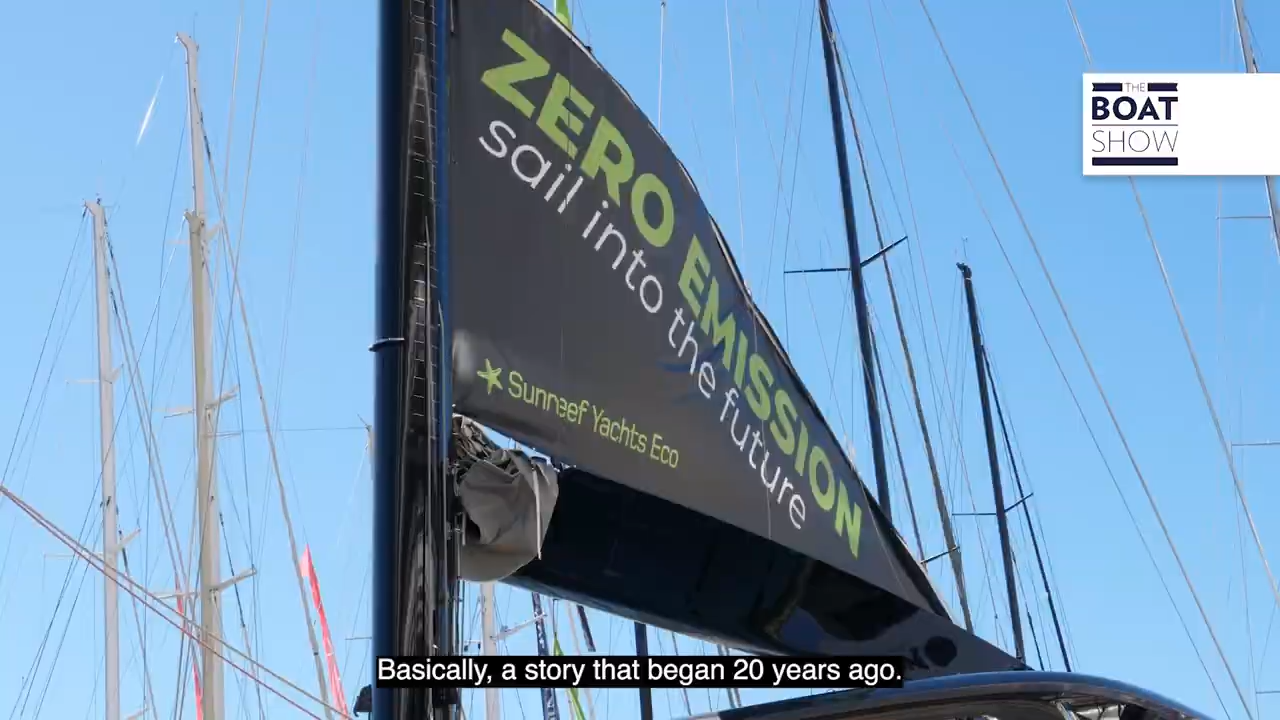 ZERO EMISSION
sail into the future
Sunreef Yachts Eco
THE
BOAT
SHOW
Basically, a story that began 20 years ago.